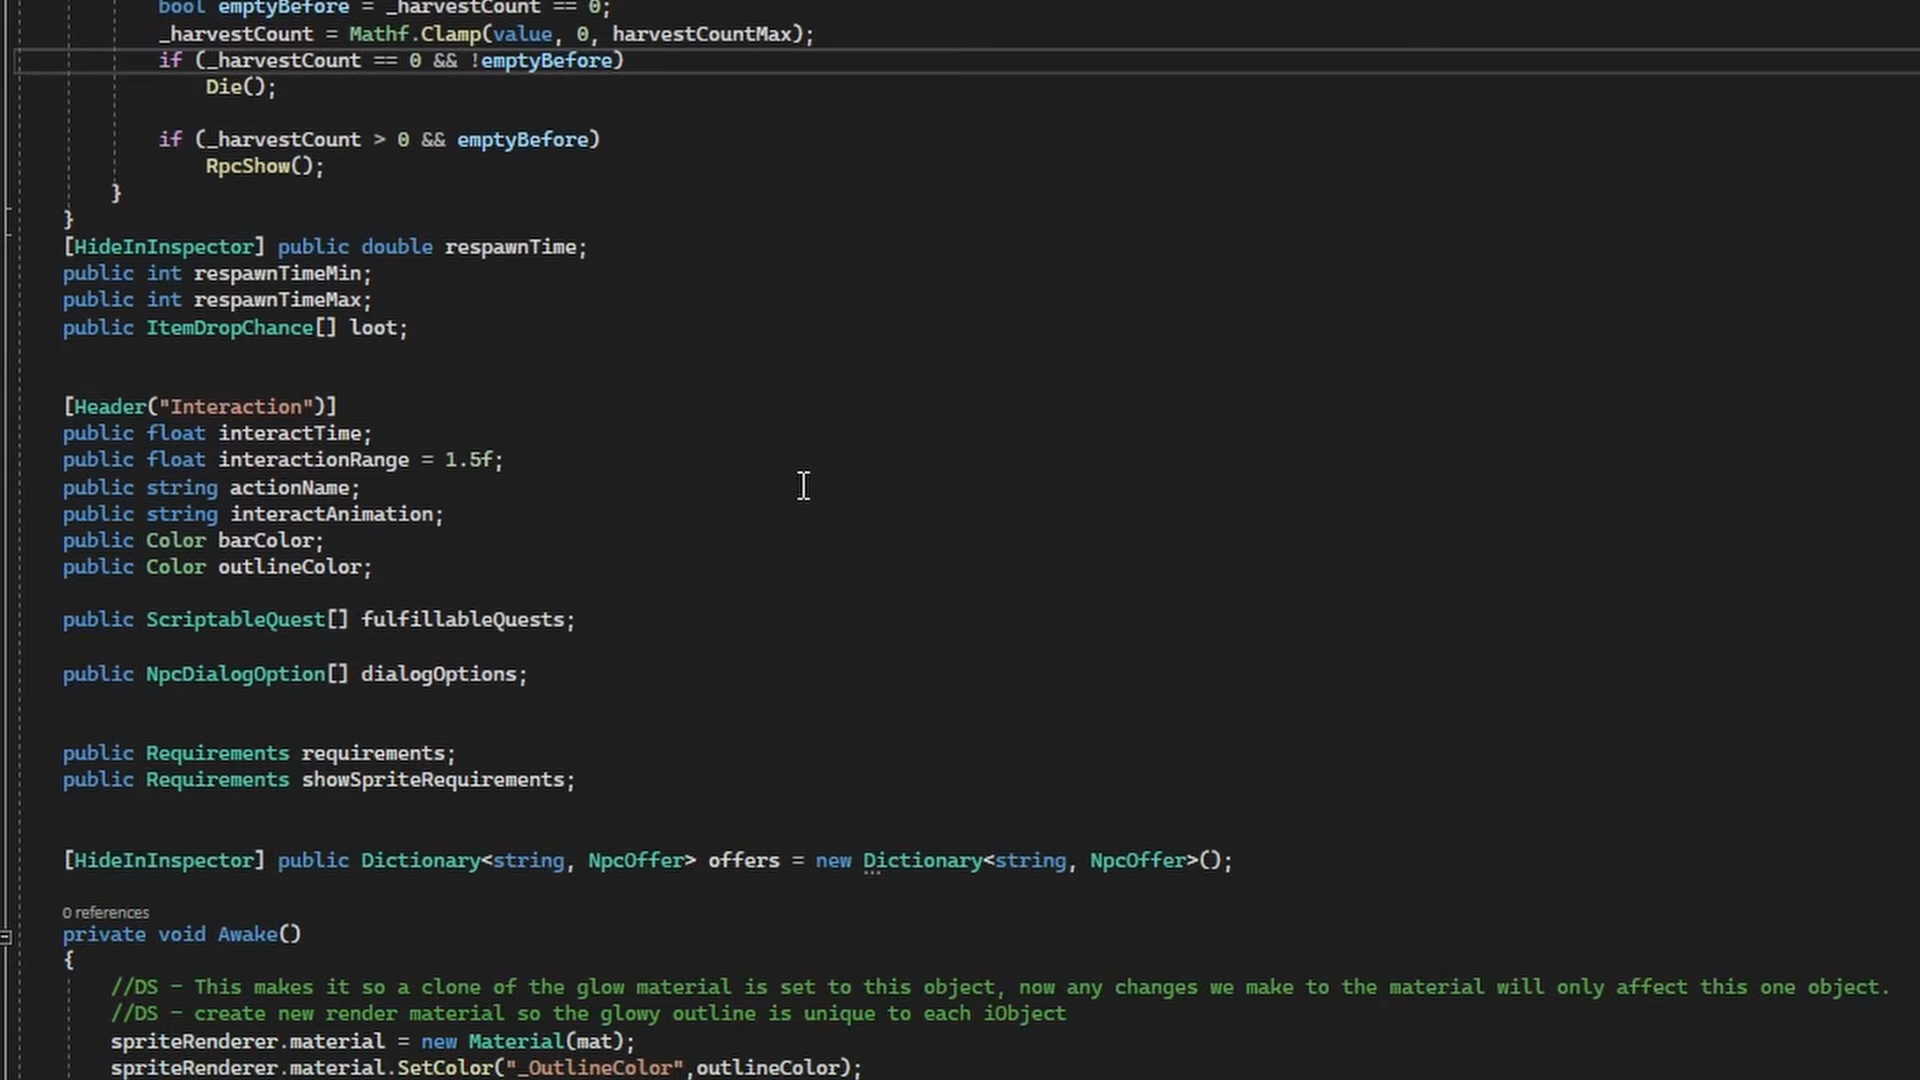 bool emptyBefore = _harvestCount == 0;
_harvestCount = Mathf.Clamp(value, 0, harvestCountMax);
if (_harvestCount == 0 && !emptyBefore)
Die();
if (_harvestCount > 0 && emptyBefore)
RpcShow();
}
}
[HideInInspector] public double respawnTime;
public int respawnTimeMin;
public int respawnTimeMax;
public ItemDropChance[] loot;
[Header("Interaction")]
public float interactTime;
public float interactionRange = 1.5f;
public string actionName;
public string interactAnimation;
public Color barColor;
public Color outlineColor;
public ScriptableQuest[] fulfillableQuests;
public NpcDialogOption[] dialogOptions;
public Requirements requirements;
public Requirements showSpriteRequirements;
[HideInInspector] public Dictionary<string, NpcOffer> offers = new Dictionary<string, NpcOffer>();
0 references
private void Awake()
{
//DS - This makes it so a clone of the glow material is set to this object, now any changes we make to the material will only affect this one object.
//DS - create new render material so the glowy outline is unique to each iObject
spriteRenderer.material = new Material(mat);
spriteRenderer.material.SetColor("_OutlineColor",outlineColor);